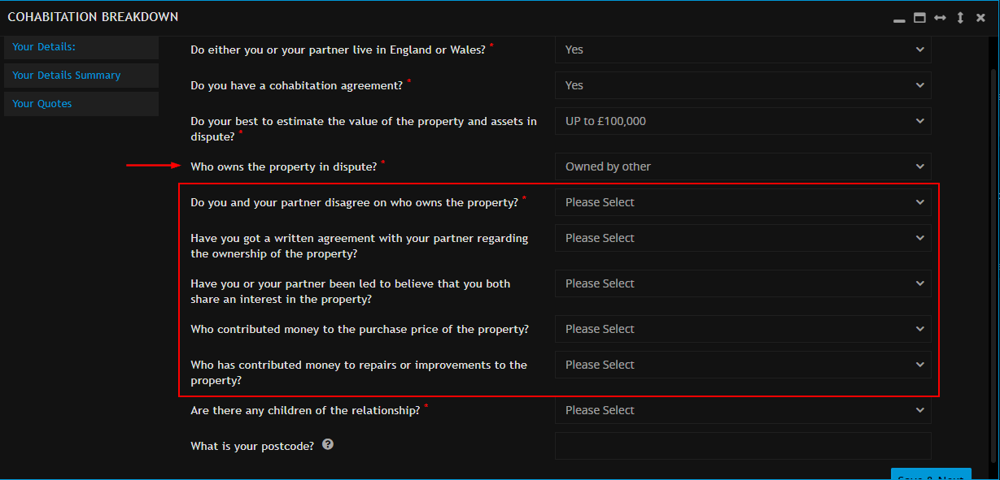 COHABITATION BREAKDOWN
Your Details:
Your Details Summary
Your Quotes
Do either you or your partner live in England or Wales? *
Yes
Do you have a cohabitation agreement? *
Yes
Do your best to estimate the value of the property and assets in
dispute? *
UP to £100,000
Who owns the property in dispute? *
Owned by other
Do you and your partner disagree on who owns the property? *
Please Select
Have you got a written agreement with your partner regarding
the ownership of the property?
Please Select
Have you or your partner been led to believe that you both
share an interest in the property?
Please Select
Who contributed money to the purchase price of the property?
Please Select
Who has contributed money to repairs or improvements to the
property?
Please Select
Are there any children of the relationship? *
Please Select
What is your postcode? ?
Save & Next